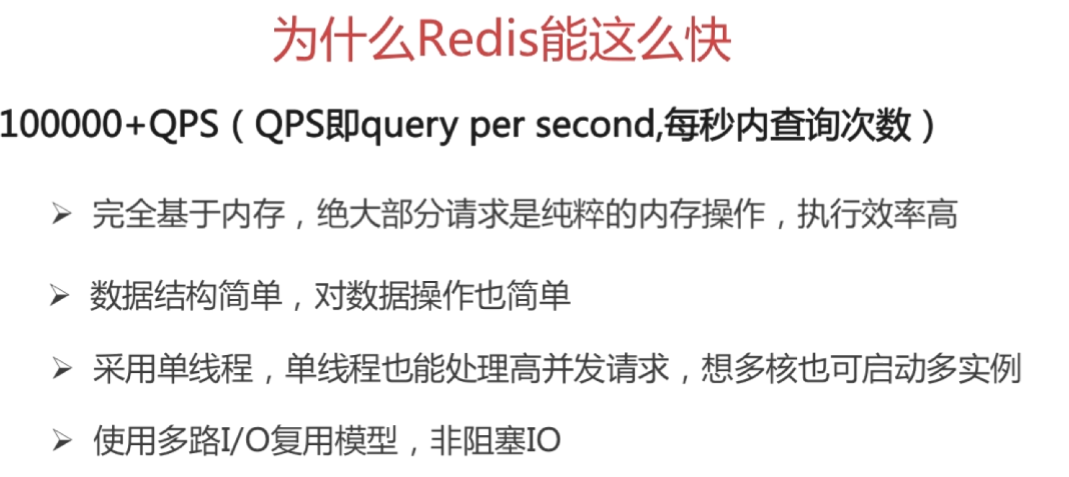 为什么Redis能这么快
100000+QPS（QPS即query per second,每秒内查询次数）
➢ 完全基于内存，绝大部分请求是纯粹的内存操作，执行效率高
➢ 数据结构简单，对数据操作也简单
➢ 采用单线程，单线程也能处理高并发请求，想多核也可启动多实例
➢ 使用多路I/O复用模型，非阻塞IO